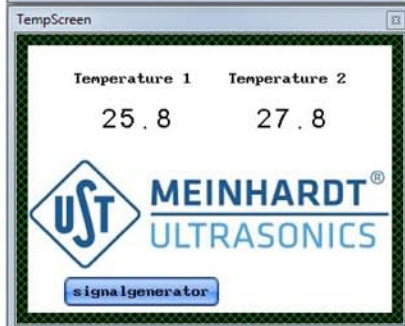 TempScreen
Temperature 1 Temperature 2
25.8 27.8
UST MEINHARDT®
ULTRASONICS
signalgenerator